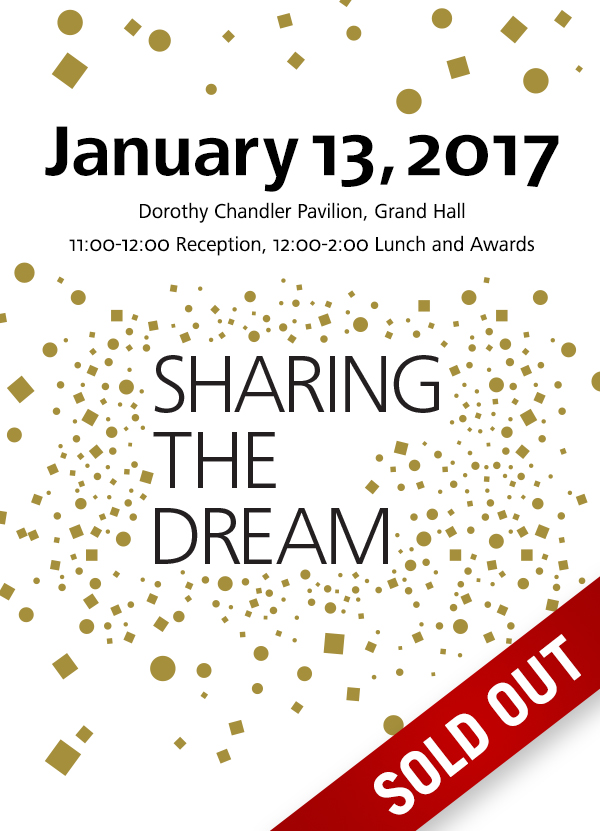 January 13, 2017
Dorothy Chandler Pavilion, Grand Hall
11:00-12:00 Reception, 12:00-2:00 Lunch and Awards
SHARING
THE
DREAM
SOLD OUT